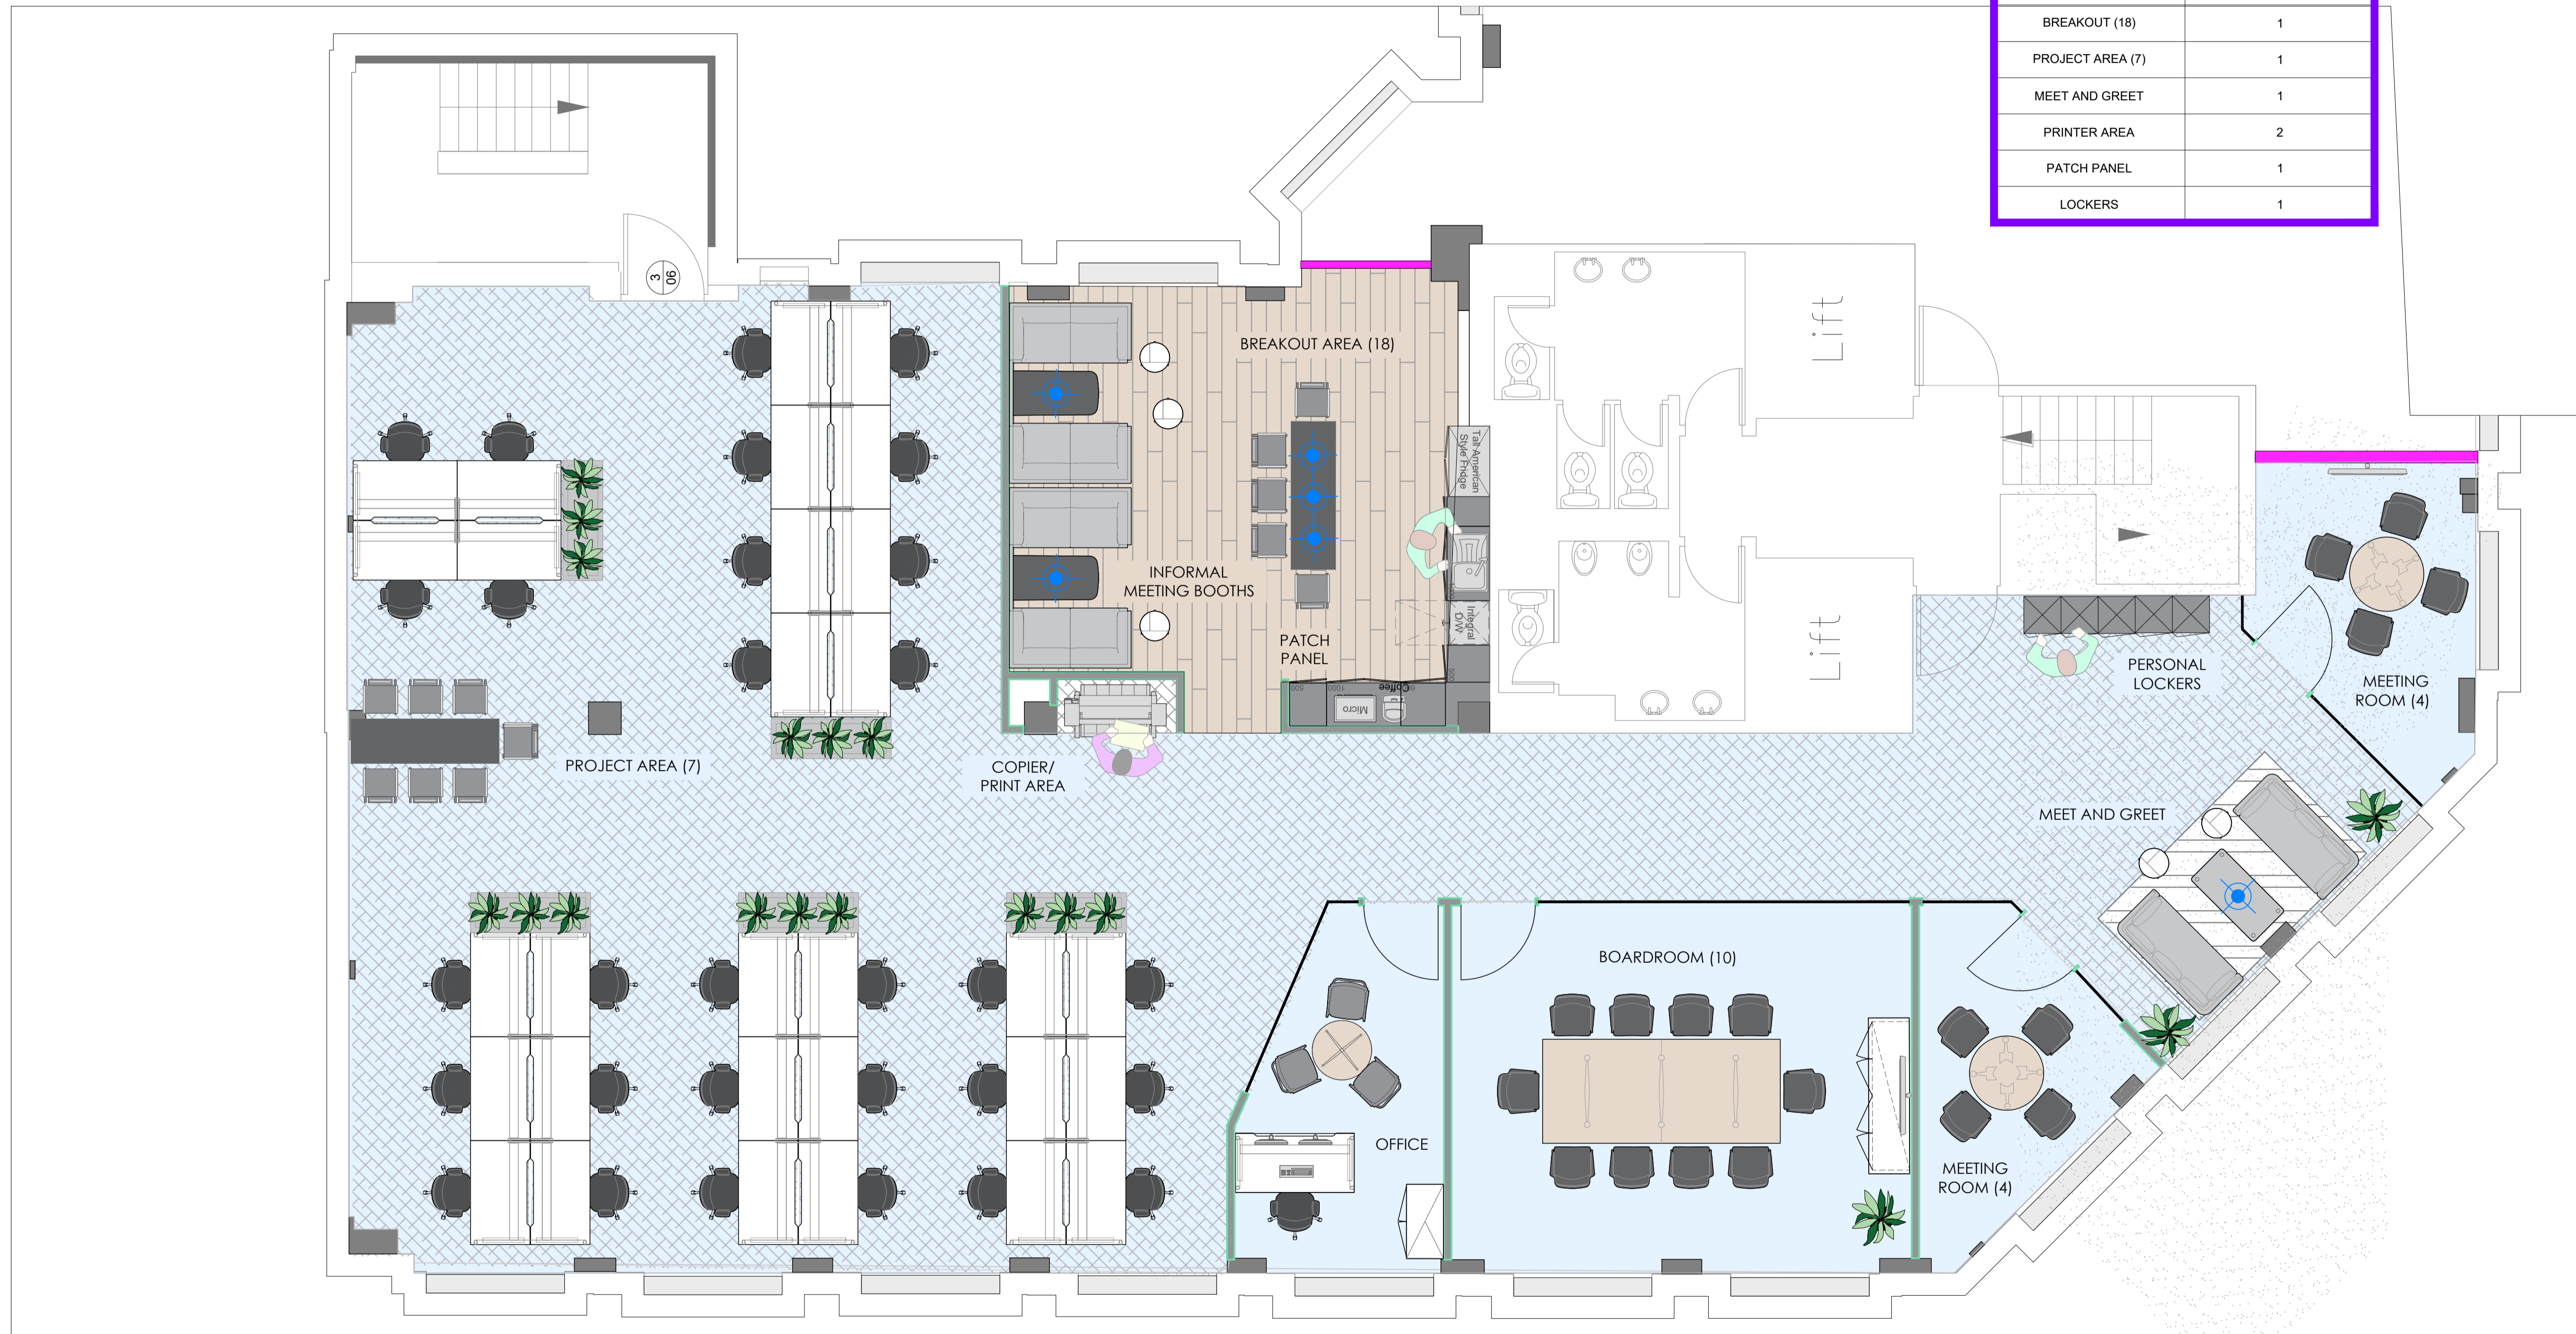 BREAKOUT (18) 1
PROJECT AREA (7) 1
MEET AND GREET 1
PRINTER AREA 2
PATCH PANEL 1
LOCKERS 1
3
06
BREAKOUT AREA (18)
Lift
Tall American
Style Fridge
INFORMAL
MEETING BOOTHS
Integral
D/W
500
PATCH
PANEL
500
1000
Coffee
Micro
Lift
PERSONAL
LOCKERS
MEETING
ROOM (4)
PROJECT AREA (7)
COPIER/
PRINT AREA
MEET AND GREET
BOARDROOM (10)
OFFICE
MEETING
ROOM (4)